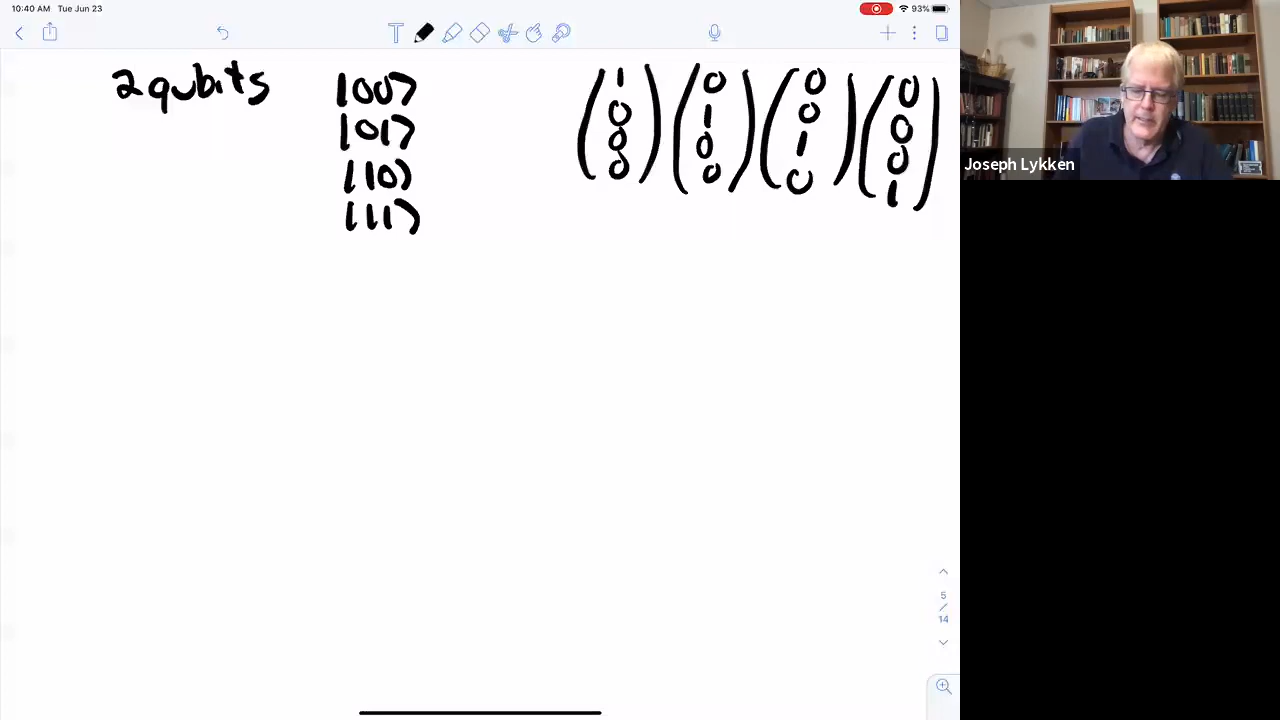 10:40 AM Tue Jun 23
93%
T
2 qubits |00⟩ (1 0 0 0) (0 1 0 0) (0 0 1 0) (0 0 0 1)
|01⟩
|10⟩
|11⟩
Joseph Lykken
5
/
14